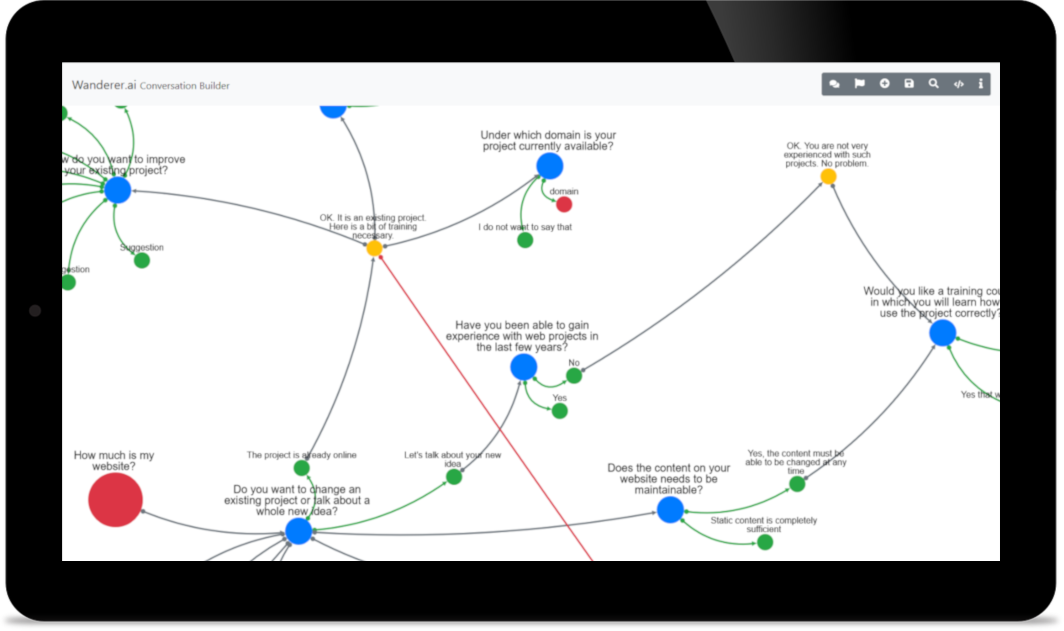 Wanderer.ai Conversation Builder
Under which domain is your
project currently available?
domain
I do not want to say that
OK. You are not very
experienced with such
projects. No problem.
w do you want to improve
your existing project?
Suggestion
gestion
OK. It is an existing project.
Here is a bit of training
necessary.
Would you like a training cou
in which you will learn how
use the project correctly?
Yes that w
Have you been able to gain
experience with web projects in
the last few years?
No
Yes
How much is my
website?
The project is already online
Let's talk about your new
idea
Do you want to change an
existing project or talk about a
whole new idea?
Does the content on your
website needs to be
maintainable?
Yes, the content must be
able to be changed at any
time
Static content is completely
sufficient